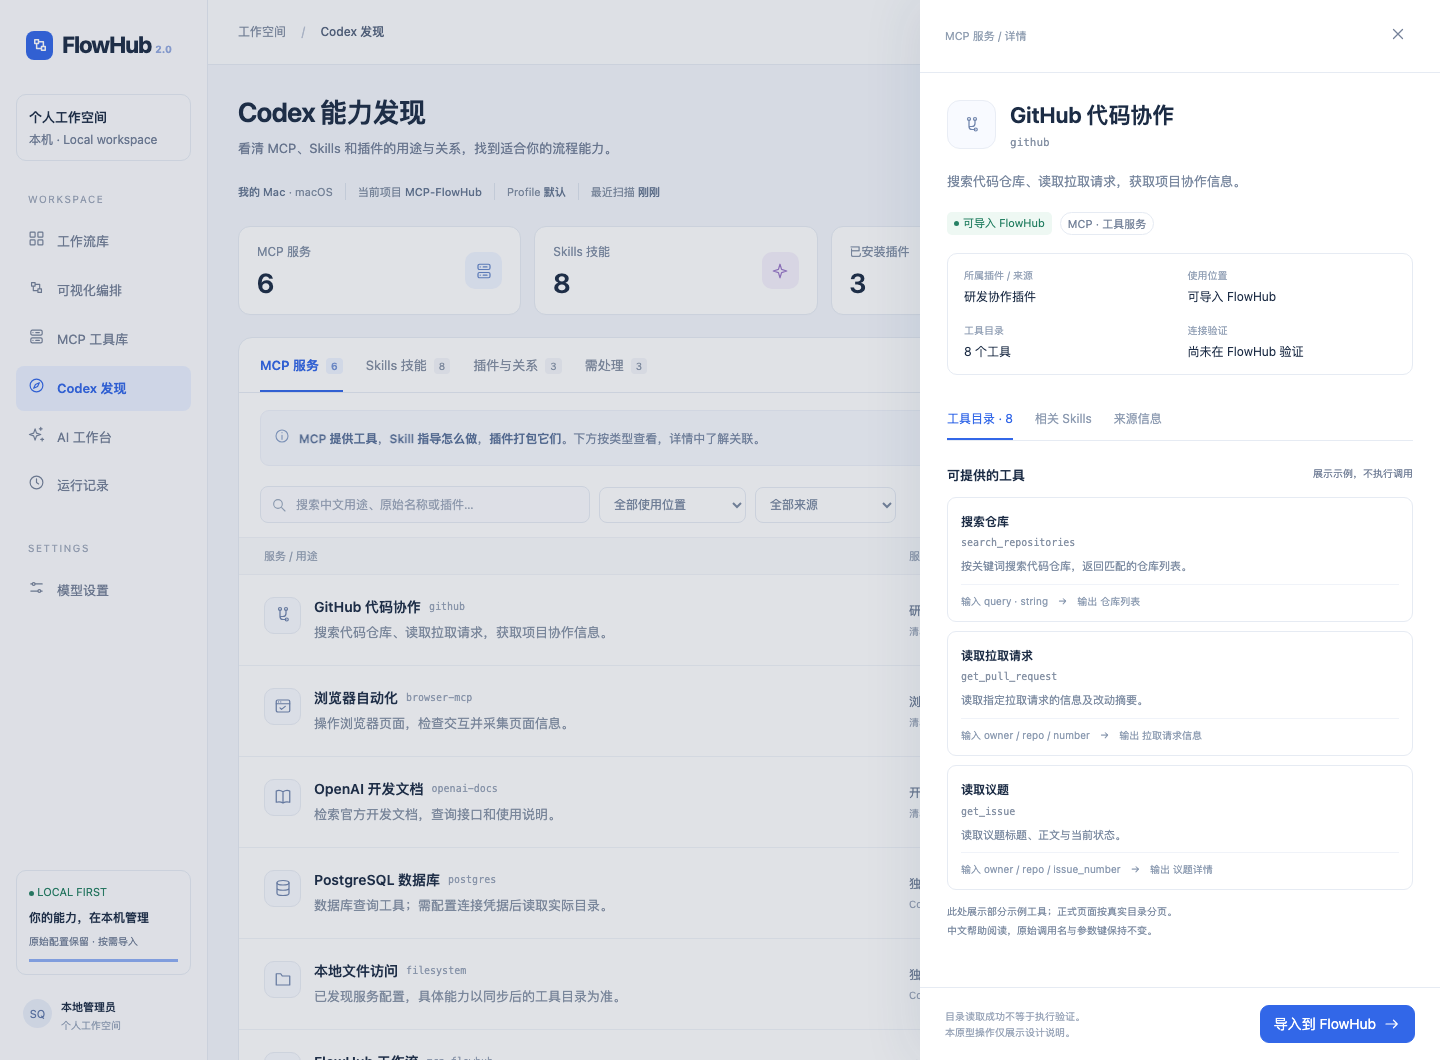 FlowHub 2.0
个人工作空间
本机 · Local workspace
WORKSPACE
工作流库
可视化编排
MCP 工具库
Codex 发现
AI 工作台
运行记录
SETTINGS
模型设置
LOCAL FIRST
你的能力，在本机管理
原始配置保留 · 按需导入
SQ
本地管理员
个人工作空间
工作空间 / Codex 发现
Codex 能力发现
看清 MCP、Skills 和插件的用途与关系，找到适合你的流程能力。
我的 Mac · macOS
当前项目 MCP-FlowHub
Profile 默认
最近扫描 刚刚
MCP 服务
6
Skills 技能
8
已安装插件
3
MCP 服务 6
Skills 技能 8
插件与关系 3
需处理 3
MCP 提供工具，Skill 指导怎么做，插件打包它们。下方按类型查看，详情中了解关联。
搜索中文用途、原始名称或插件...
全部使用位置
全部来源
服务 / 用途
服
GitHub 代码协作 github
搜索代码仓库、读取拉取请求，获取项目协作信息。
研
清
浏览器自动化 browser-mcp
操作浏览器页面，检查交互并采集页面信息。
浏
清
OpenAI 开发文档 openai-docs
检索官方开发文档，查询接口和使用说明。
开
清
PostgreSQL 数据库 postgres
数据库查询工具；需配置连接凭据后读取实际目录。
独
Co
本地文件访问 filesystem
已发现服务配置，具体能力以同步后的工具目录为准。
独
Co
FlowHub 工作流 mcp-flowhub
MCP 服务 / 详情
GitHub 代码协作
github
搜索代码仓库、读取拉取请求，获取项目协作信息。
可导入 FlowHub
MCP · 工具服务
所属插件 / 来源
研发协作插件
使用位置
可导入 FlowHub
工具目录
8 个工具
连接验证
尚未在 FlowHub 验证
工具目录 · 8
相关 Skills
来源信息
可提供的工具
展示示例，不执行调用
搜索仓库
search_repositories
按关键词搜索代码仓库，返回匹配的仓库列表。
输入 query · string → 输出 仓库列表
读取拉取请求
get_pull_request
读取指定拉取请求的信息及改动摘要。
输入 owner / repo / number → 输出 拉取请求信息
读取议题
get_issue
读取议题标题、正文与当前状态。
输入 owner / repo / issue_number → 输出 议题详情
此处展示部分示例工具：正式页面按真实目录分页。
中文帮助阅读，原始调用名与参数键保持不变。
目录读取成功不等于执行验证。
本原型操作仅展示设计说明。
导入到 FlowHub →